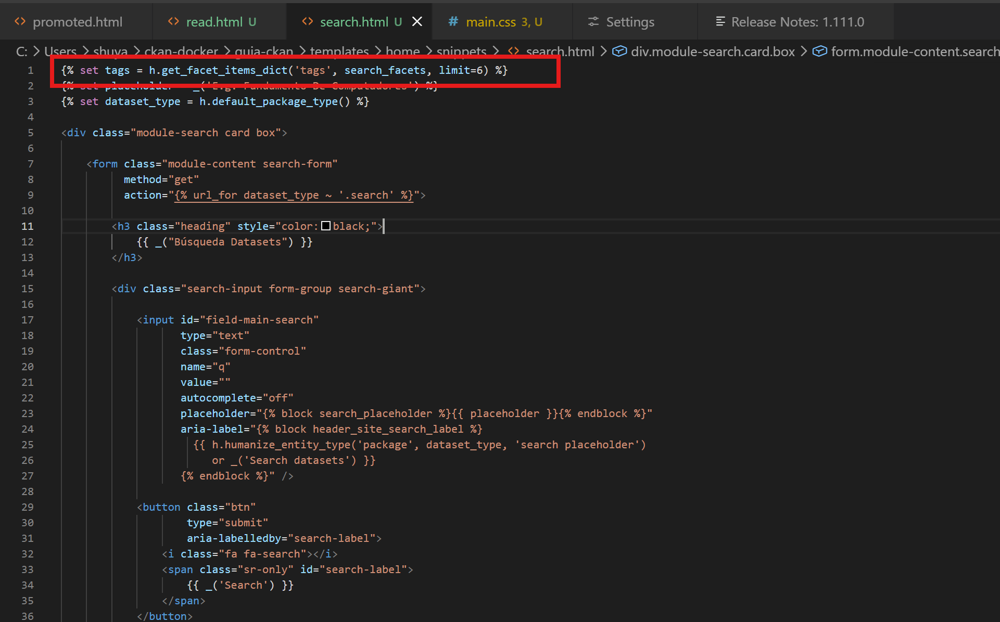 promoted.html read.html U search.html U main.css 3, U Settings Release Notes: 1.111.0
C: > Users > shuya > ckan-docker > guia-ckan > templates > home > snippets > search.html > div.module-search.card.box > form.module-content.search
1 {% set tags = h.get_facet_items_dict('tags', search_facets, limit=6) %}
2 {% set placeholder = _('E.g. Fundamento De Computadores') %}
3 {% set dataset_type = h.default_package_type() %}
4
5 <div class="module-search card box">
6
7 <form class="module-content search-form"
8 method="get"
9 action="{% url_for dataset_type ~ '.search' %}">
10
11 <h3 class="heading" style="color:black;">
12 {{ _("Búsqueda Datasets") }}
13 </h3>
14
15 <div class="search-input form-group search-giant">
16
17 <input id="field-main-search"
18 type="text"
19 class="form-control"
20 name="q"
21 value=""
22 autocomplete="off"
23 placeholder="{% block search_placeholder %}{{ placeholder }}{% endblock %}"
24 aria-label="{% block header_site_search_label %}
25 {{ h.humanize_entity_type('package', dataset_type, 'search placeholder')
26 or _('Search datasets') }}
27 {% endblock %}" />
28
29 <button class="btn"
30 type="submit"
31 aria-labelledby="search-label">
32 <i class="fa fa-search"></i>
33 <span class="sr-only" id="search-label">
34 {{ _('Search') }}
35 </span>
36 </button>